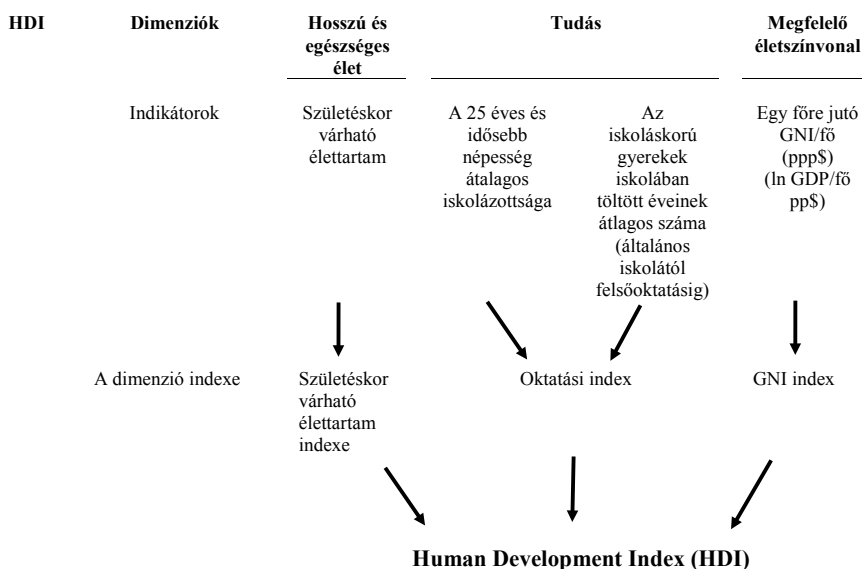 HDI
Dimenziók
Hosszú és
egészséges
élet
Tudás
Megfelelő
életszínvonal
Indikátorok
Születéskor
várható
élettartam
A 25 éves és
idősebb
népesség
átalagos
iskolázottsága
Az
iskoláskorú
gyerekek
iskolában
töltött éveinek
átlagos száma
(általános
iskolától
felsőoktatásig)
Egy főre jutó
GNI/fő
(ppp$)
(ln GDP/fő
pp$)
A dimenzió indexe
Születéskor
várható
élettartam
indexe
Oktatási index
GNI index
Human Development Index (HDI)